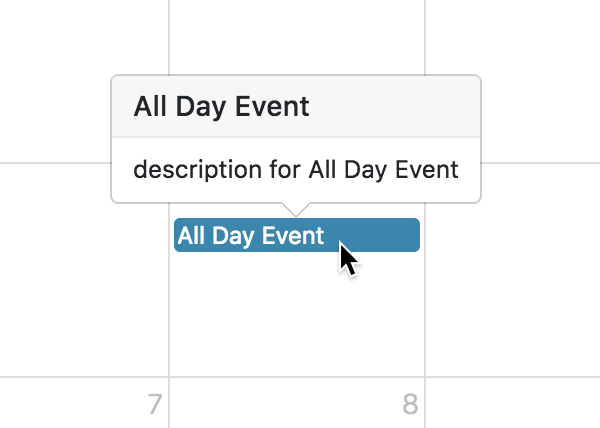 All Day Event
description for All Day Event
All Day Event
7
8